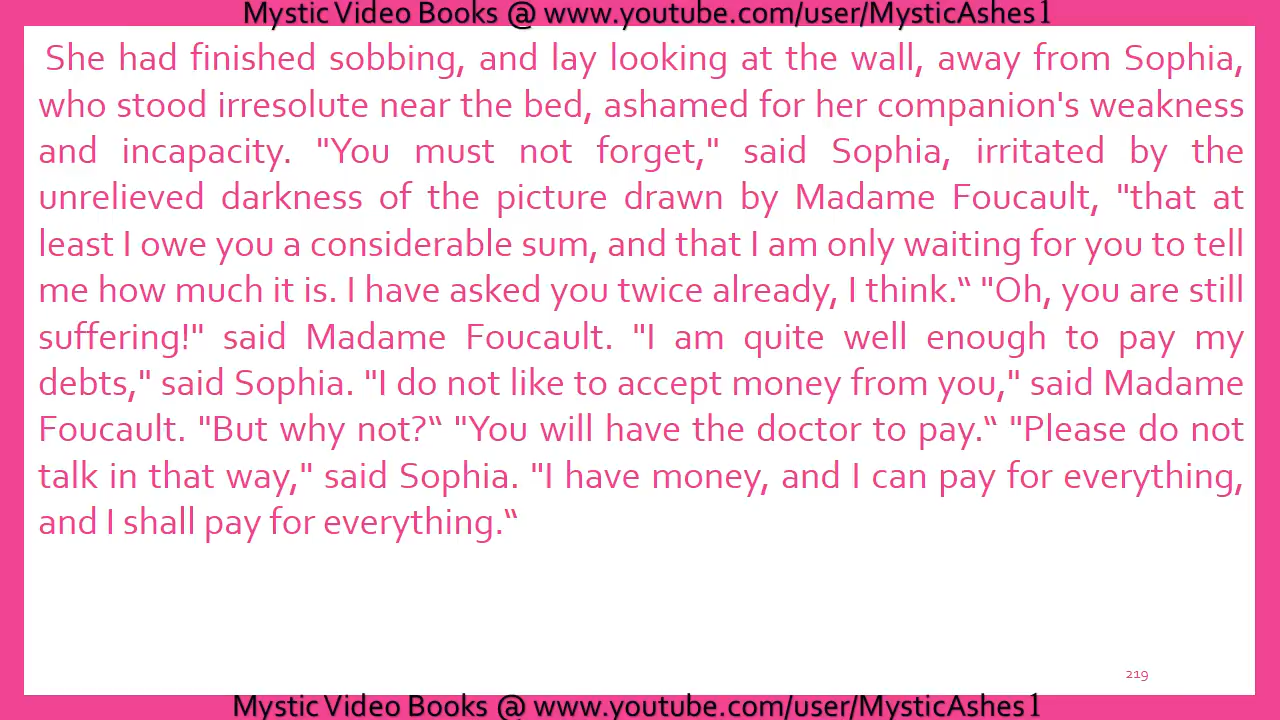 Mystic Video Books @ www.youtube.com/user/MysticAshes1
She had finished sobbing, and lay looking at the wall, away from Sophia,
who stood irresolute near the bed, ashamed for her companion's weakness
and incapacity. "You must not forget," said Sophia, irritated by the
unrelieved darkness of the picture drawn by Madame Foucault, "that at
least I owe you a considerable sum, and that I am only waiting for you to tell
me how much it is. I have asked you twice already, I think.“ "Oh, you are still
suffering!" said Madame Foucault. "I am quite well enough to pay my
debts," said Sophia. "I do not like to accept money from you," said Madame
Foucault. "But why not?“ "You will have the doctor to pay.“ "Please do not
talk in that way," said Sophia. "I have money, and I can pay for everything,
and I shall pay for everything.“
219
Mystic Video Books @ www.youtube.com/user/MysticAshes1